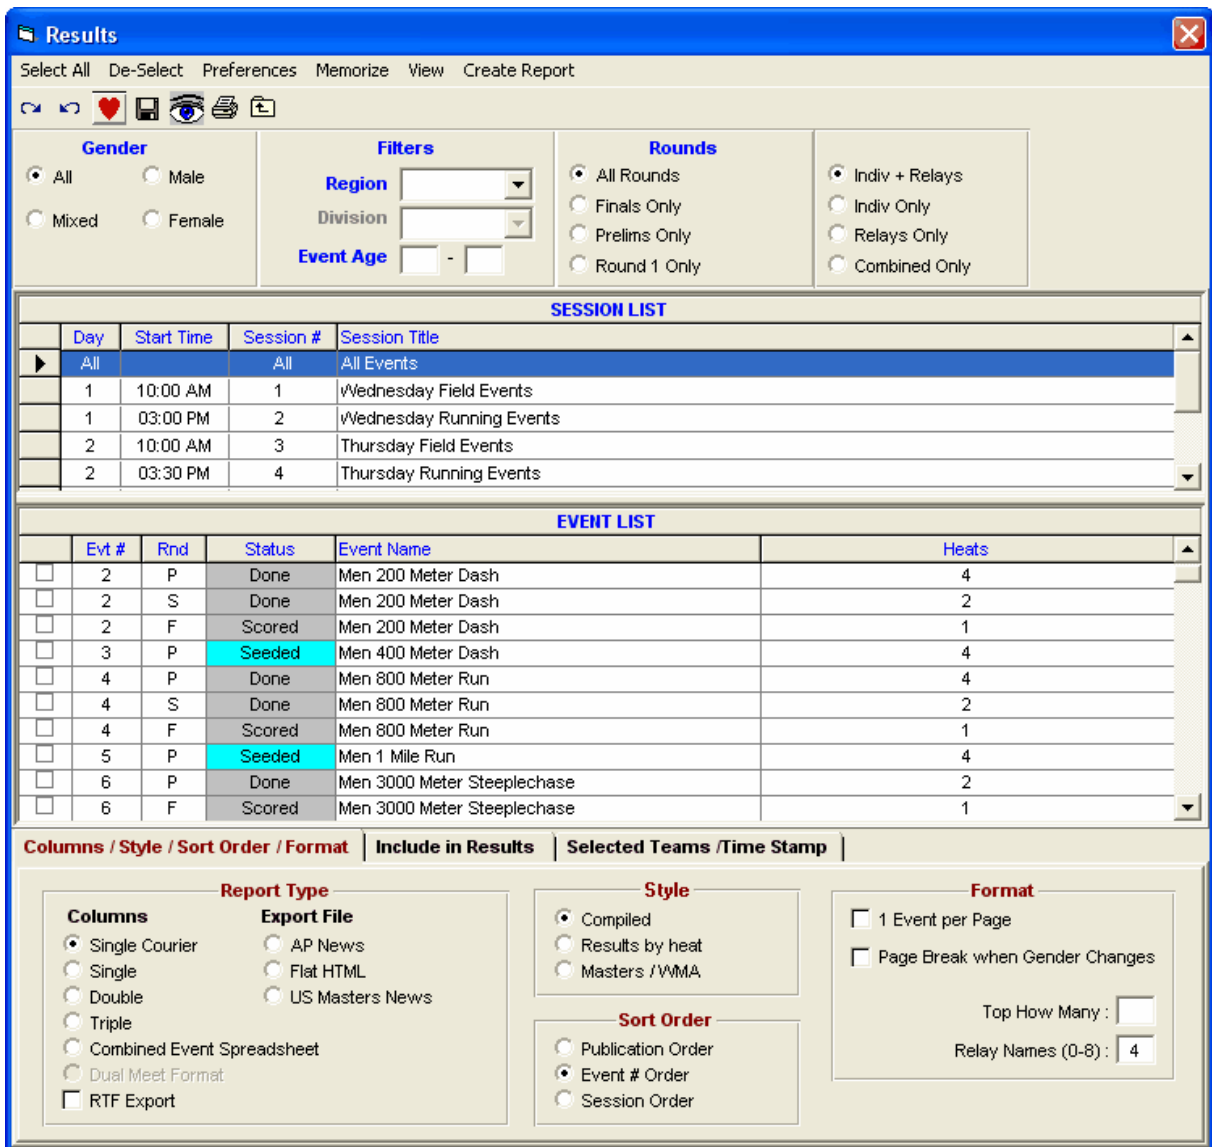 Results
Select All De-Select Preferences Memorize View Create Report
Gender
All Male
Mixed Female
Filters
Region
Division
Event Age -
Rounds
All Rounds
Finals Only
Prelims Only
Round 1 Only
Indiv + Relays
Indiv Only
Relays Only
Combined Only
SESSION LIST
Day Start Time Session # Session Title
All All All Events
1 10:00 AM 1 Wednesday Field Events
1 03:00 PM 2 Wednesday Running Events
2 10:00 AM 3 Thursday Field Events
2 03:30 PM 4 Thursday Running Events
EVENT LIST
Evt # Rnd Status Event Name Heats
2 P Done Men 200 Meter Dash 4
2 S Done Men 200 Meter Dash 2
2 F Scored Men 200 Meter Dash 1
3 P Seeded Men 400 Meter Dash 4
4 P Done Men 800 Meter Run 4
4 S Done Men 800 Meter Run 2
4 F Scored Men 800 Meter Run 1
5 P Seeded Men 1 Mile Run 4
6 P Done Men 3000 Meter Steeplechase 2
6 F Scored Men 3000 Meter Steeplechase 1
Columns / Style / Sort Order / Format Include in Results Selected Teams /Time Stamp
Report Type
Columns
Single Courier
Single
Double
Triple
Combined Event Spreadsheet
Dual Meet Format
RTF Export
Export File
AP News
Flat HTML
US Masters News
Style
Compiled
Results by heat
Masters / WMA
Sort Order
Publication Order
Event # Order
Session Order
Format
1 Event per Page
Page Break when Gender Changes
Top How Many :
Relay Names (0-8) : 4